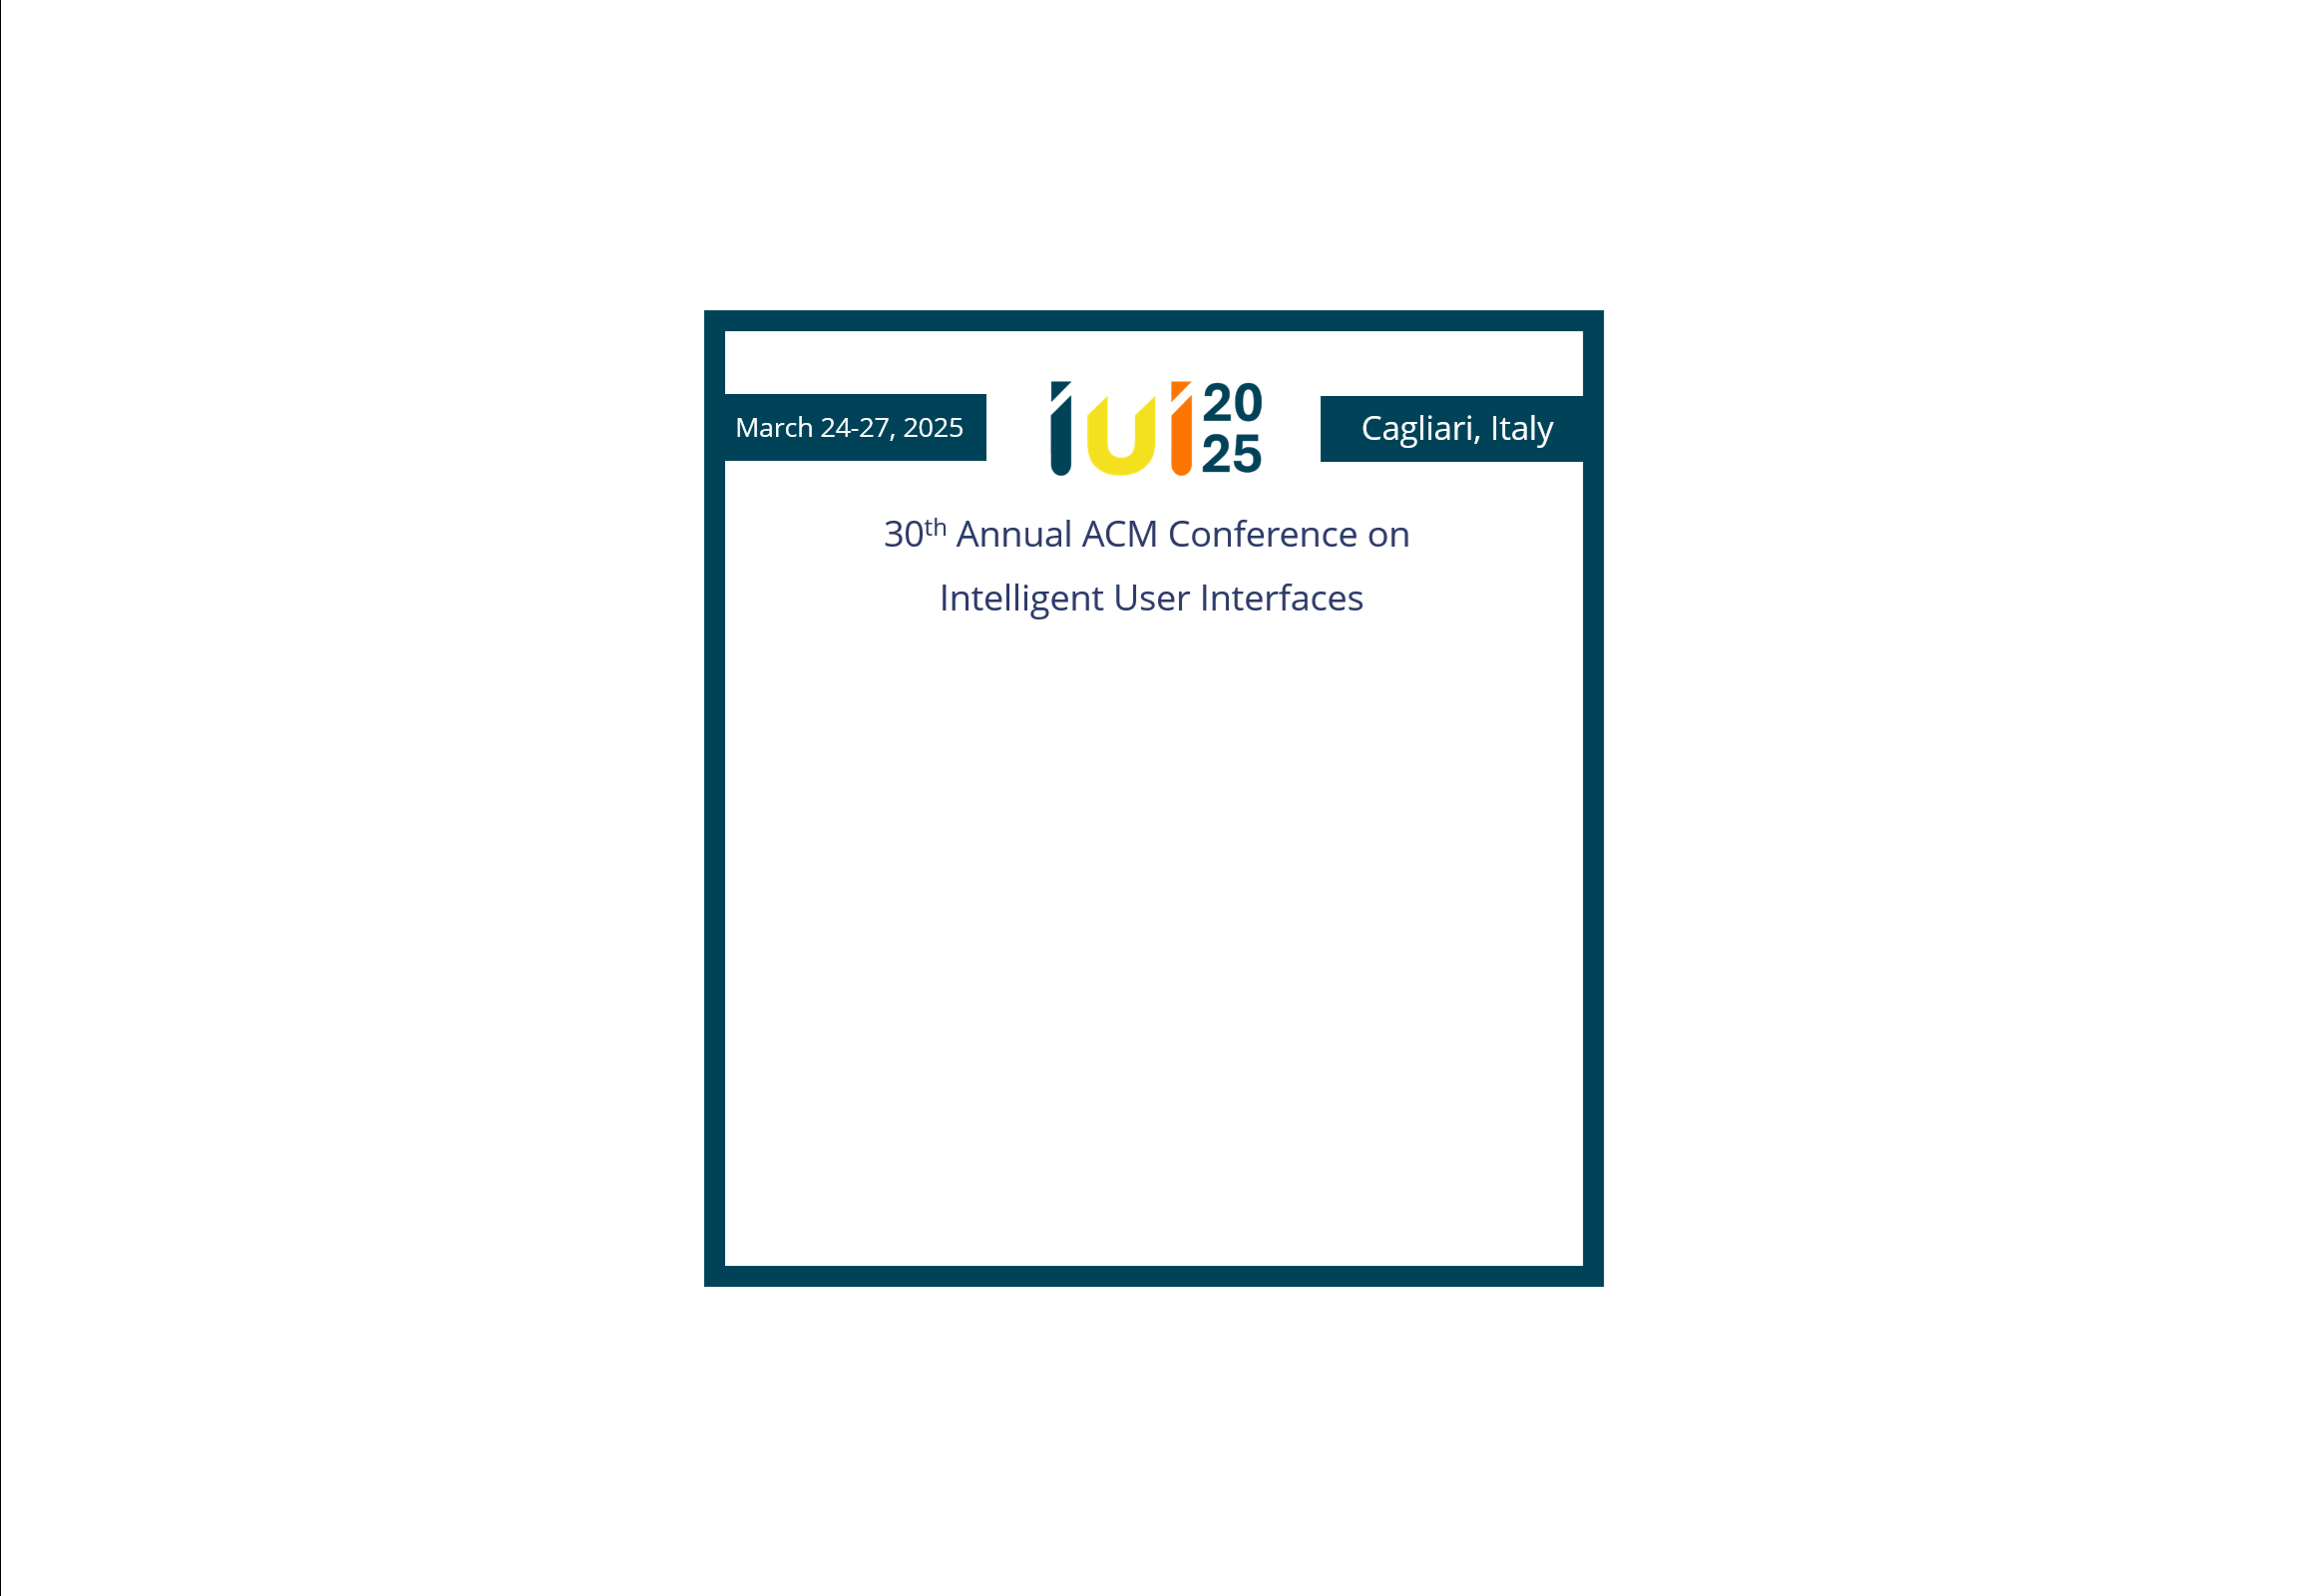 March 24-27, 2025
iui 20
25
Cagliari, Italy
30th Annual ACM Conference on
Intelligent User Interfaces